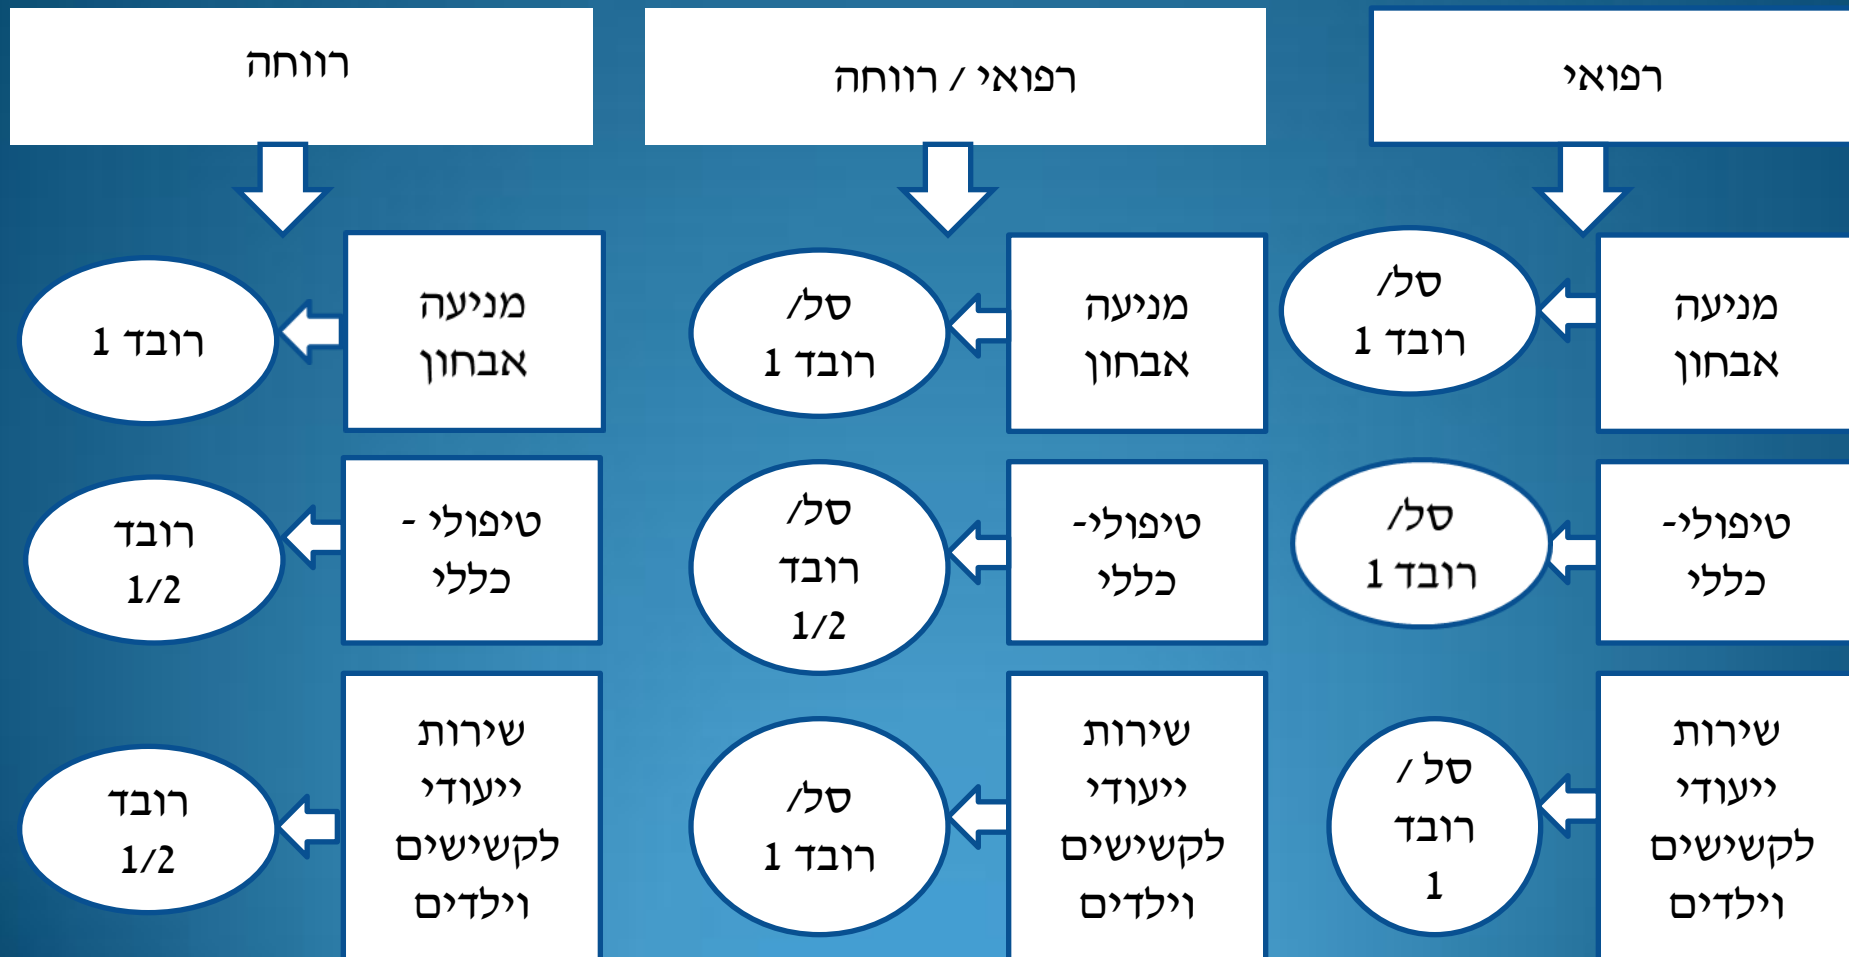 רפואי
רפואי / רווחה
רווחה
מניעה
אבחון
סל/
רובד 1
מניעה
אבחון
סל/
רובד 1
מניעה
אבחון
רובד 1
טיפולי-
כללי
סל/
רובד 1
טיפולי-
כללי
סל/
רובד
1/2
טיפולי -
כללי
רובד
1/2
שירות
ייעודי
לקשישים
וילדים
סל /
רובד
1
שירות
ייעודי
לקשישים
וילדים
סל/
רובד 1
שירות
ייעודי
לקשישים
וילדים
רובד
1/2